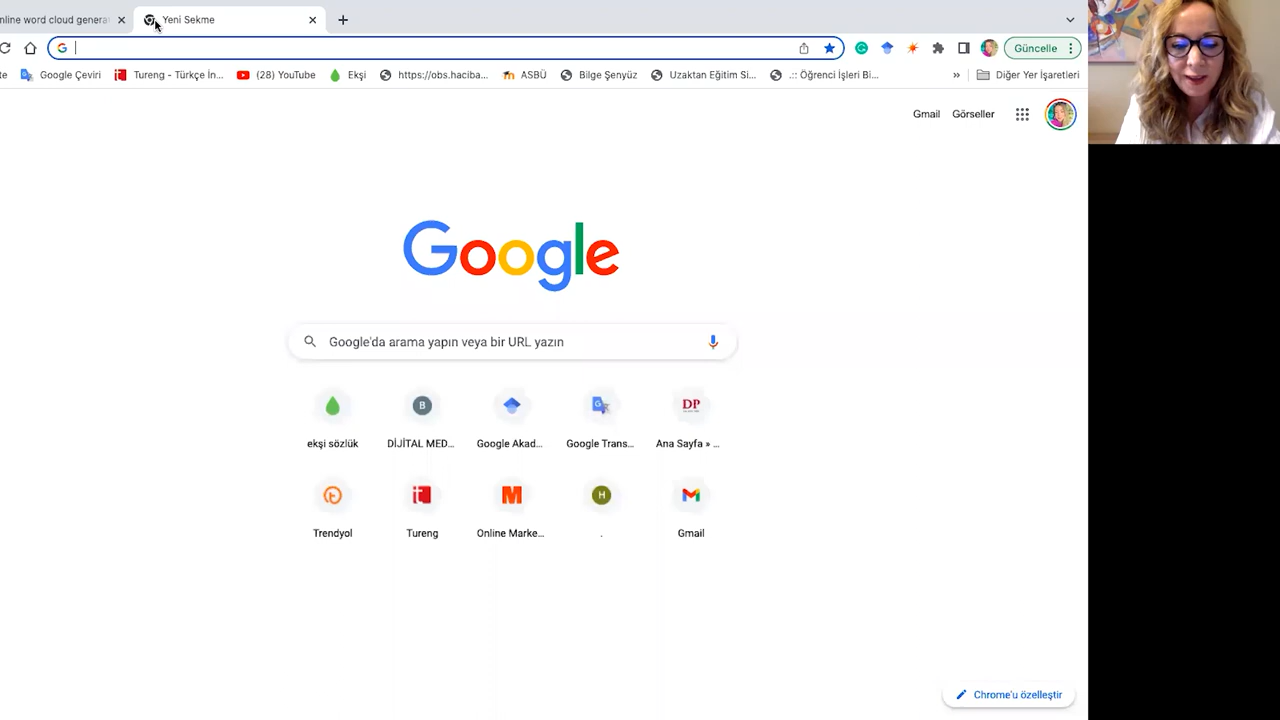 nline word cloud genera
Yeni Sekme
Güncelle
te
Google Çeviri
Tureng - Türkçe İn...
(28) YouTube
Ekşi
https://obs.haciba...
ASBÜ
Bilge Şenyüz
Uzaktan Eğitim Si...
.:: Öğrenci İşleri Bi...
»
Diğer Yer İşaretleri
Gmail
Görseller
Google
Google'da arama yapın veya bir URL yazın
B
DP
ekşi sözlük
DİJİTAL MED...
Google Akad...
Google Trans...
Ana Sayfa » ...
M
H
Trendyol
Tureng
Online Marke...
.
Gmail
Chrome'u özelleştir